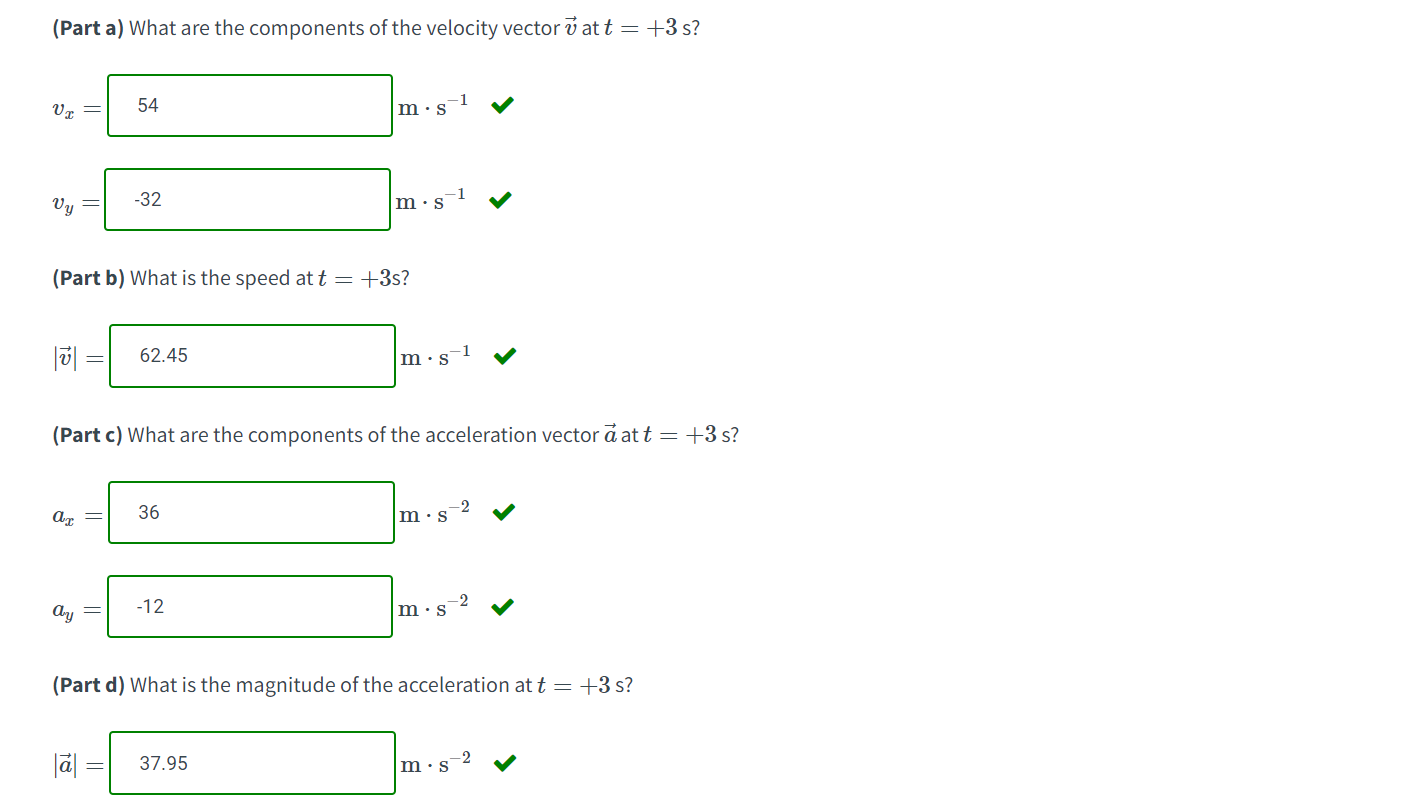 (Part a) What are the components of the velocity vector $\vec{v}$ at $t = +3$ s?
$v_x =$ 54 $\mathrm{m \cdot s^{-1}}$ ✔
$v_y =$ -32 $\mathrm{m \cdot s^{-1}}$ ✔
(Part b) What is the speed at $t = +3$s?
$|\vec{v}| =$ 62.45 $\mathrm{m \cdot s^{-1}}$ ✔
(Part c) What are the components of the acceleration vector $\vec{a}$ at $t = +3$ s?
$a_x =$ 36 $\mathrm{m \cdot s^{-2}}$ ✔
$a_y =$ -12 $\mathrm{m \cdot s^{-2}}$ ✔
(Part d) What is the magnitude of the acceleration at $t = +3$ s?
$|\vec{a}| =$ 37.95 $\mathrm{m \cdot s^{-2}}$ ✔